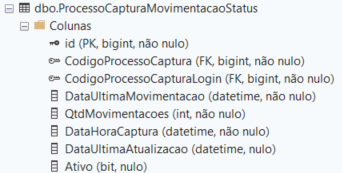 dbo.ProcessoCapturaMovimentacaoStatus
Colunas
id (PK, bigint, não nulo)
CodigoProcessoCaptura (FK, bigint, não nulo)
CodigoProcessoCapturaLogin (FK, bigint, não nulo)
DataUltimaMovimentacao (datetime, não nulo)
QtdMovimentacoes (int, não nulo)
DataHoraCaptura (datetime, não nulo)
DataUltimaAtualizacao (datetime, nulo)
Ativo (bit, nulo)